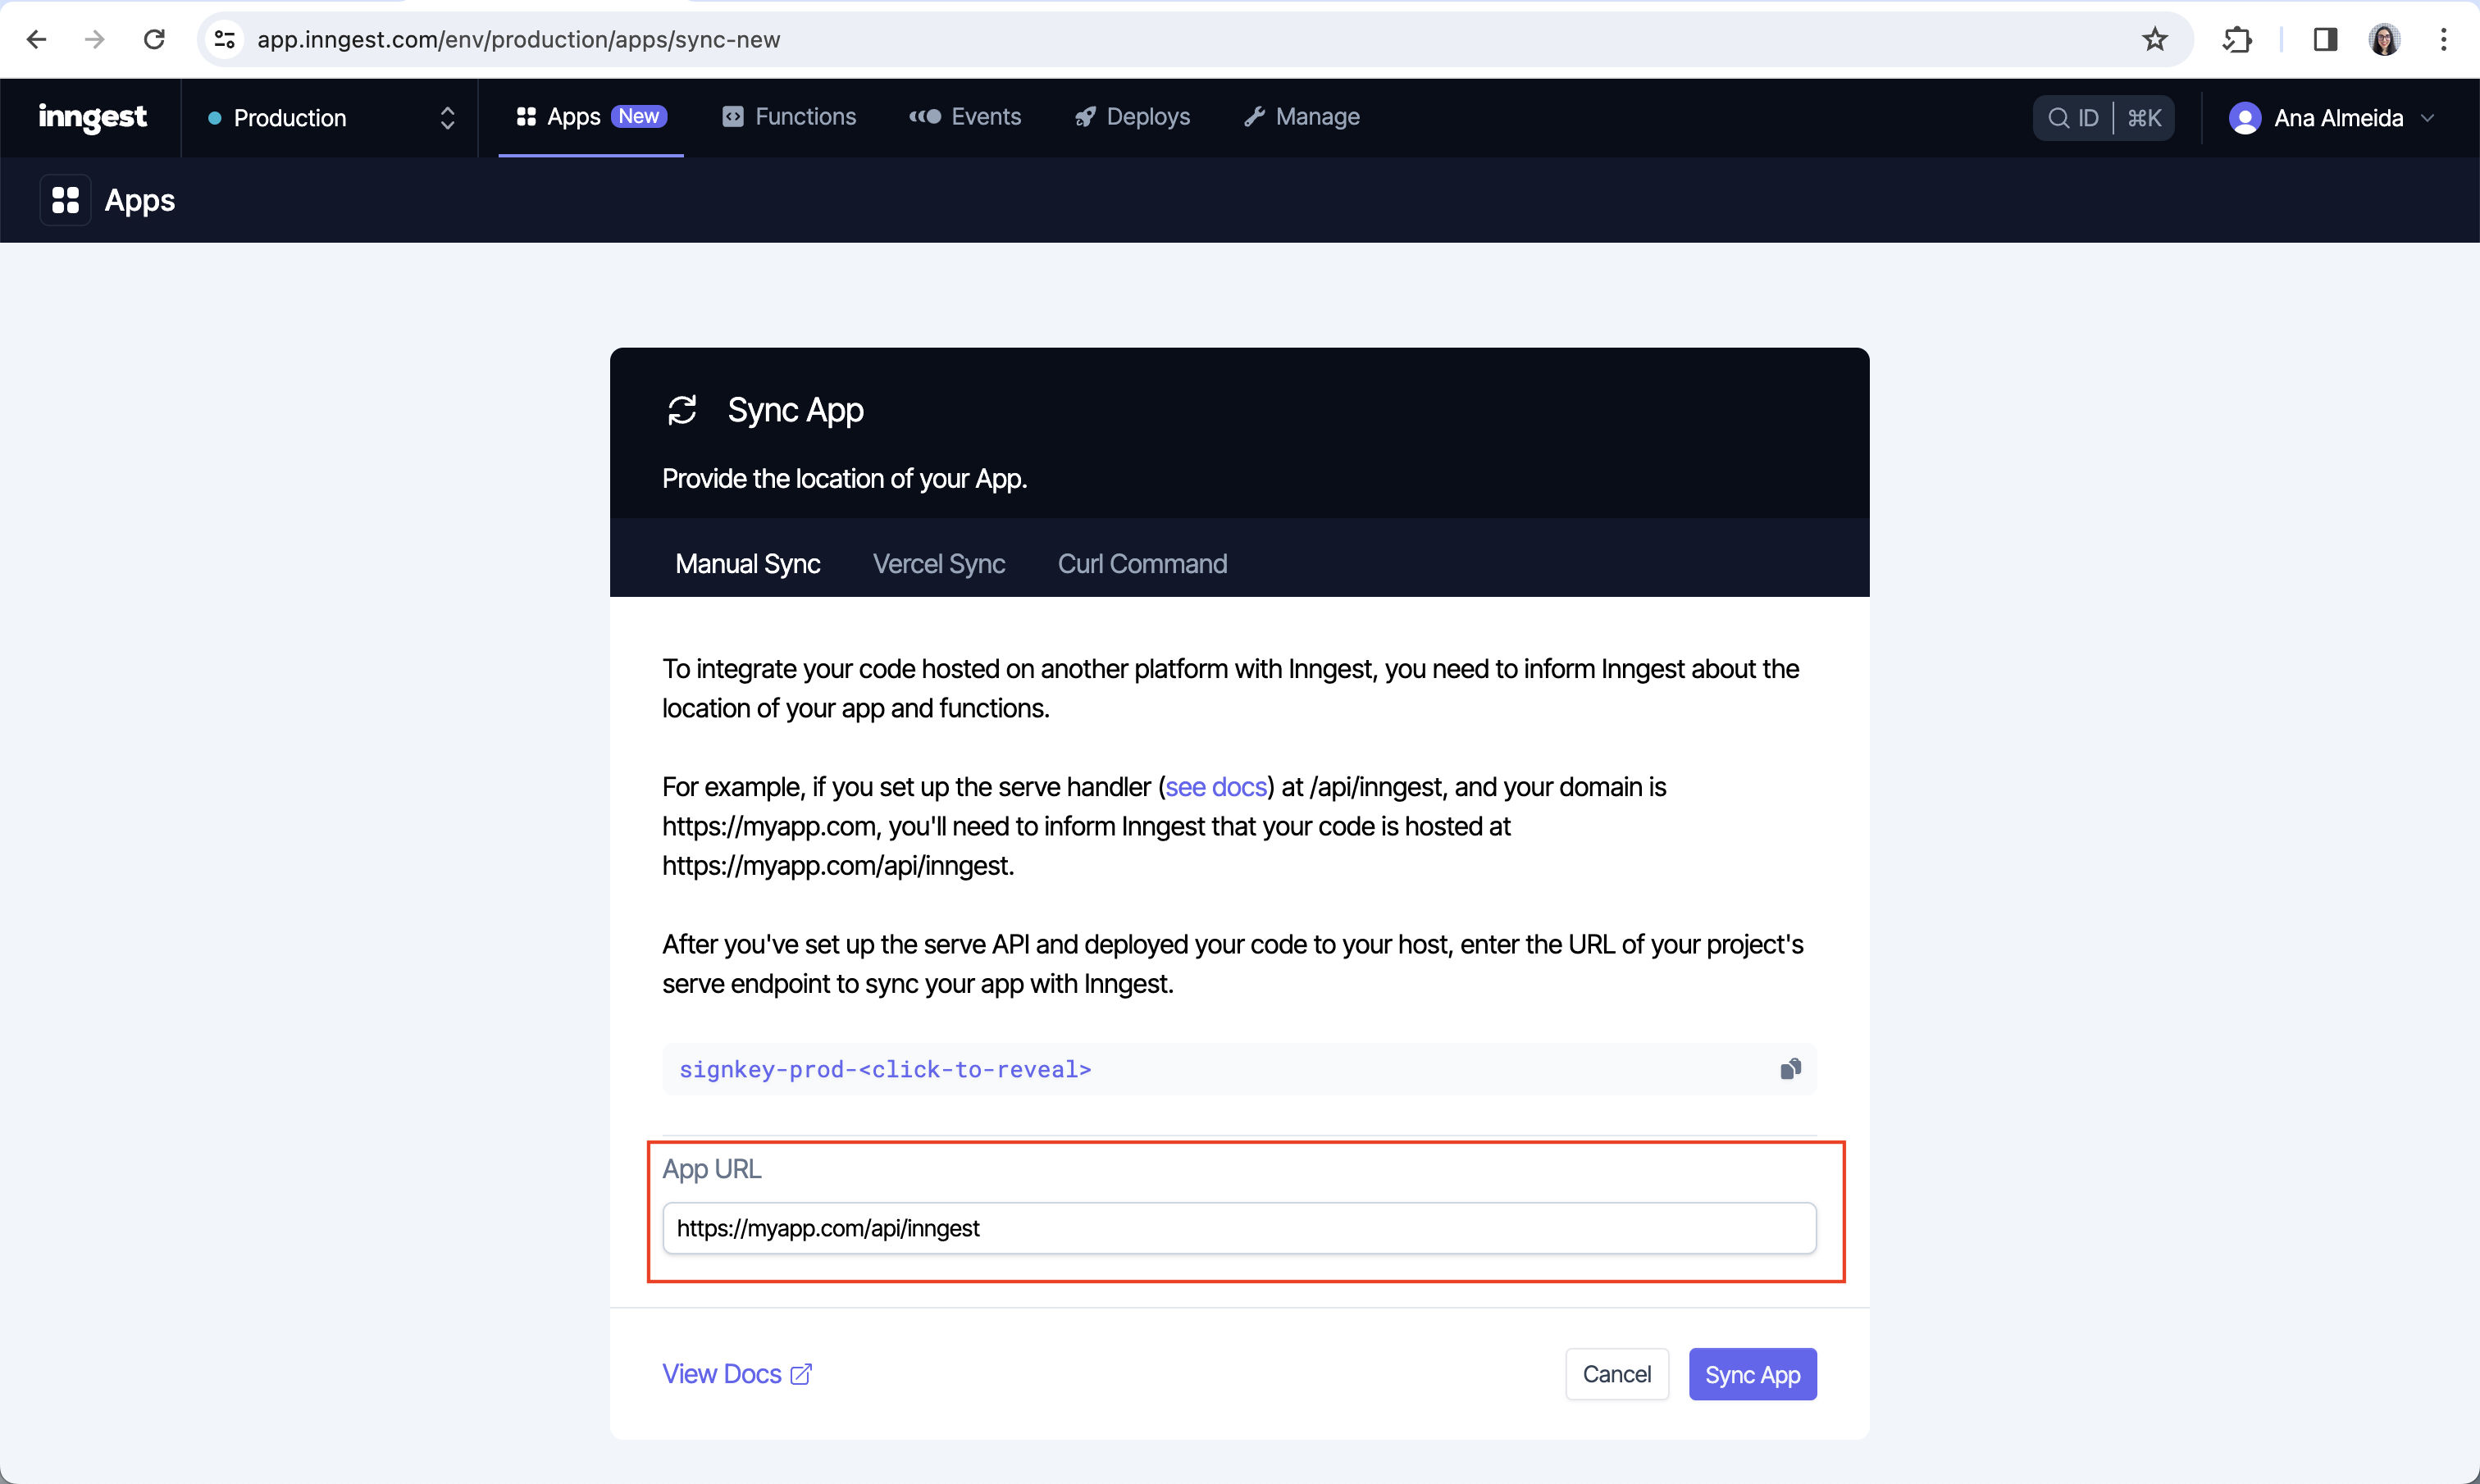 app.inngest.com/env/production/apps/sync-new
inngest
Production
Apps New
Functions
Events
Deploys
Manage
ID ⌘K
Ana Almeida
Apps
Sync App
Provide the location of your App.
Manual Sync Vercel Sync Curl Command
To integrate your code hosted on another platform with Inngest, you need to inform Inngest about the
location of your app and functions.
For example, if you set up the serve handler (see docs) at /api/inngest, and your domain is
https://myapp.com, you'll need to inform Inngest that your code is hosted at
https://myapp.com/api/inngest.
After you've set up the serve API and deployed your code to your host, enter the URL of your project's
serve endpoint to sync your app with Inngest.
signkey-prod-<click-to-reveal>
App URL
https://myapp.com/api/inngest
View Docs
Cancel
Sync App